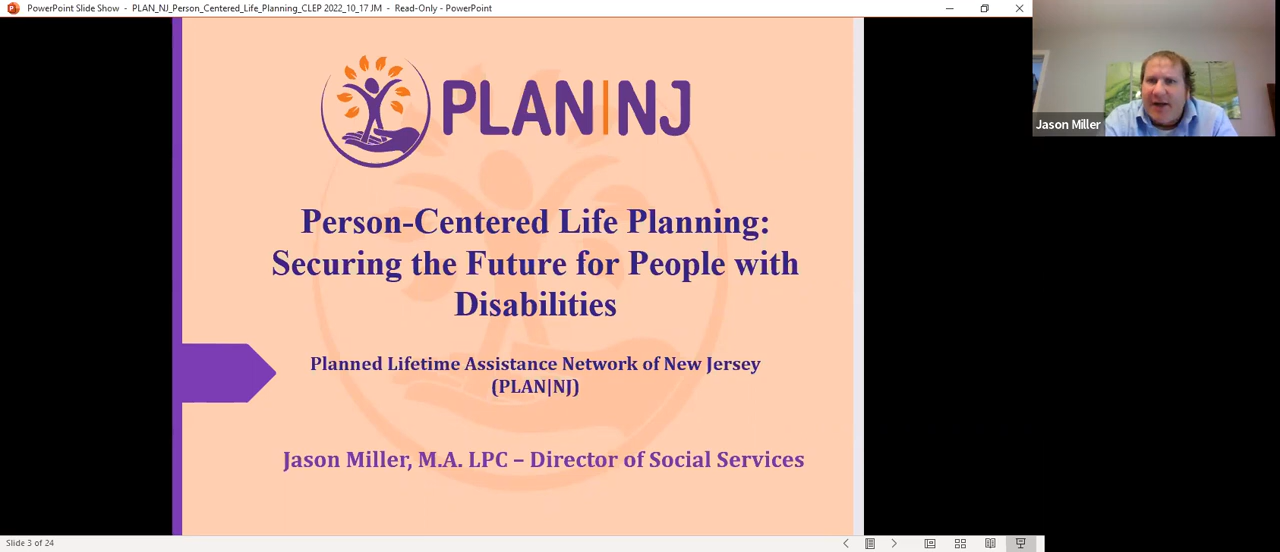 PowerPoint Slide Show - PLAN_NJ_Person_Centered_Life_Planning_CLEP 2022_10_17 JM - Read-Only - PowerPoint
PLAN|NJ
Jason Miller
Person-Centered Life Planning:
Securing the Future for People with
Disabilities
Planned Lifetime Assistance Network of New Jersey
(PLAN|NJ)
Jason Miller, M.A. LPC – Director of Social Services
Slide 3 of 24